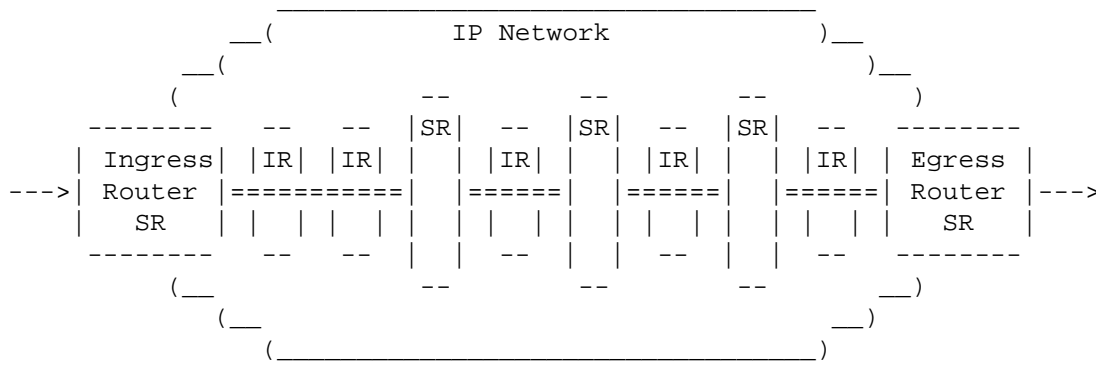 IP Network
SR SR SR
Ingress IR IR IR IR IR Egress
Router Router
SR SR